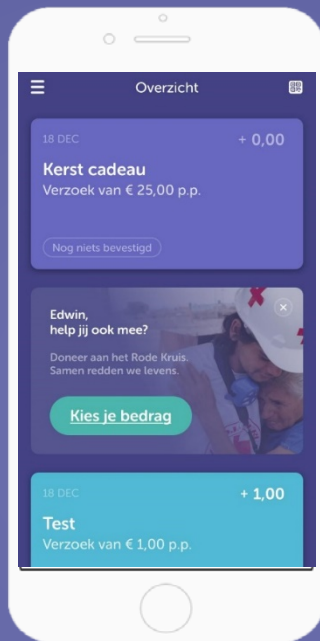 Overzicht
18 DEC
+ 0,00
Kerst cadeau
Verzoek van € 25,00 p.p.
Nog niets bevestigd
Edwin,
help jij ook mee?
Doneer aan het Rode Kruis.
Samen redden we levens.
Kies je bedrag
18 DEC
+ 1,00
Test
Verzoek van € 1,00 p.p.